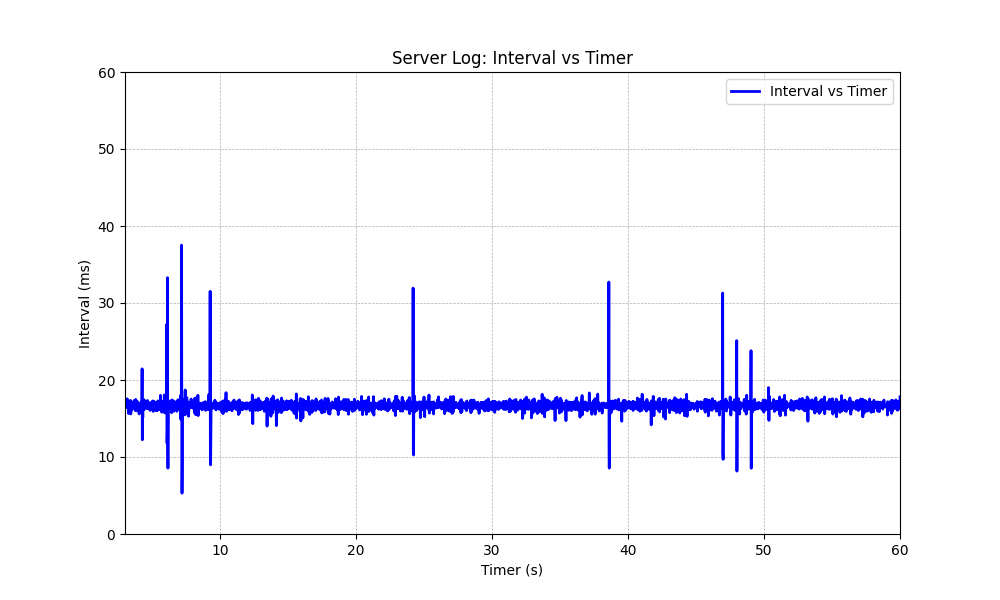 Server Log: Interval vs Timer
Interval vs Timer
60
50
40
30
20
10
0
Interval (ms)
10 20 30 40 50 60
Timer (s)